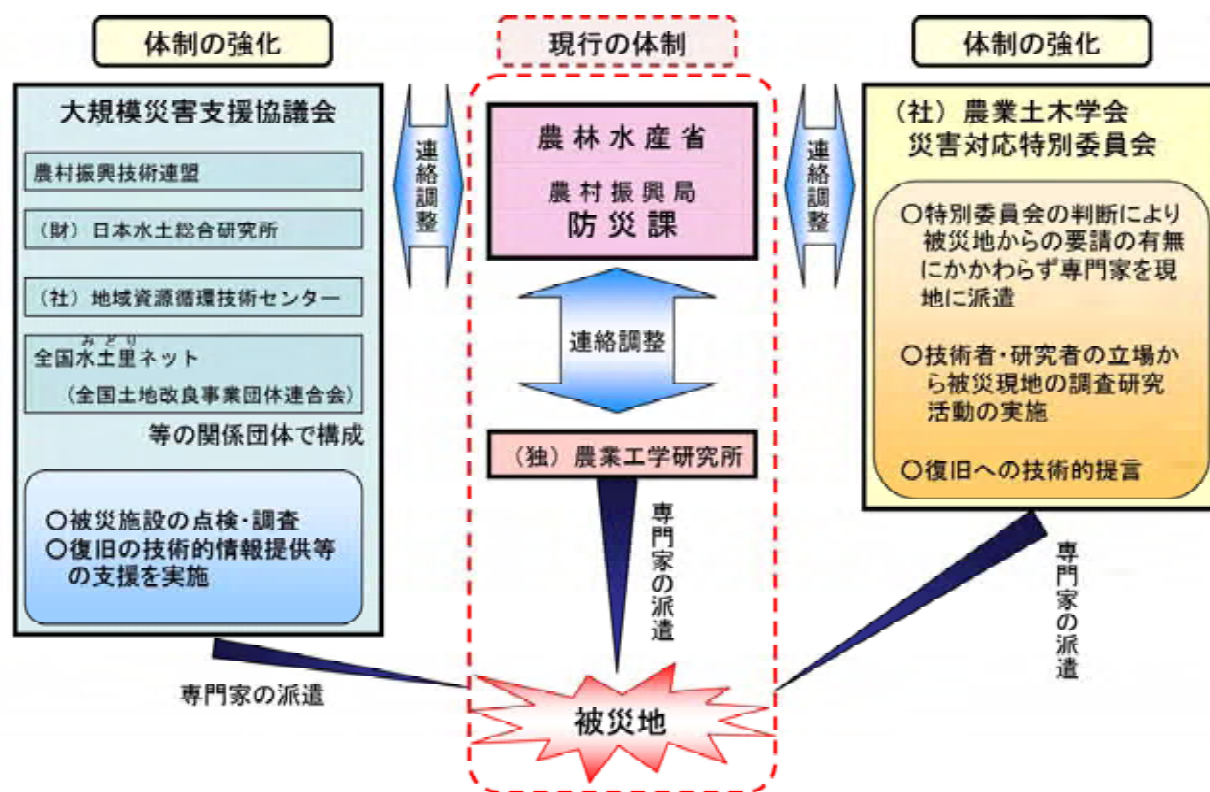 体制の強化
大規模災害支援協議会
農村振興技術連盟
（財）日本水土総合研究所
（社）地域資源循環技術センター
みどり
全国水土里ネット
（全国土地改良事業団体連合会）
等の関係団体で構成
○被災施設の点検・調査
○復旧の技術的情報提供等
の支援を実施
専門家の派遣
連絡調整
現行の体制
農林水産省
農村振興局
防災課
連絡調整
（独）農業工学研究所
専門家の派遣
被災地
連絡調整
体制の強化
（社）農業土木学会
災害対応特別委員会
○特別委員会の判断により
被災地からの要請の有無
にかかわらず専門家を現
地に派遣
○技術者・研究者の立場か
ら被災現地の調査研究
活動の実施
○復旧への技術的提言
専門家の派遣